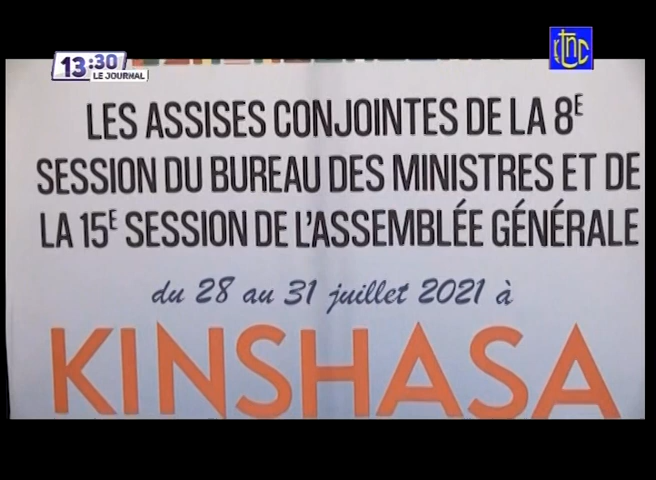 13:30
LE JOURNAL
rtnc
LES ASSISES CONJOINTES DE LA 8E
SESSION DU BUREAU DES MINISTRES ET DE
LA 15E SESSION DE L'ASSEMBLÉE GÉNÉRALE
du 28 au 31 juillet 2021 à
KINSHASA